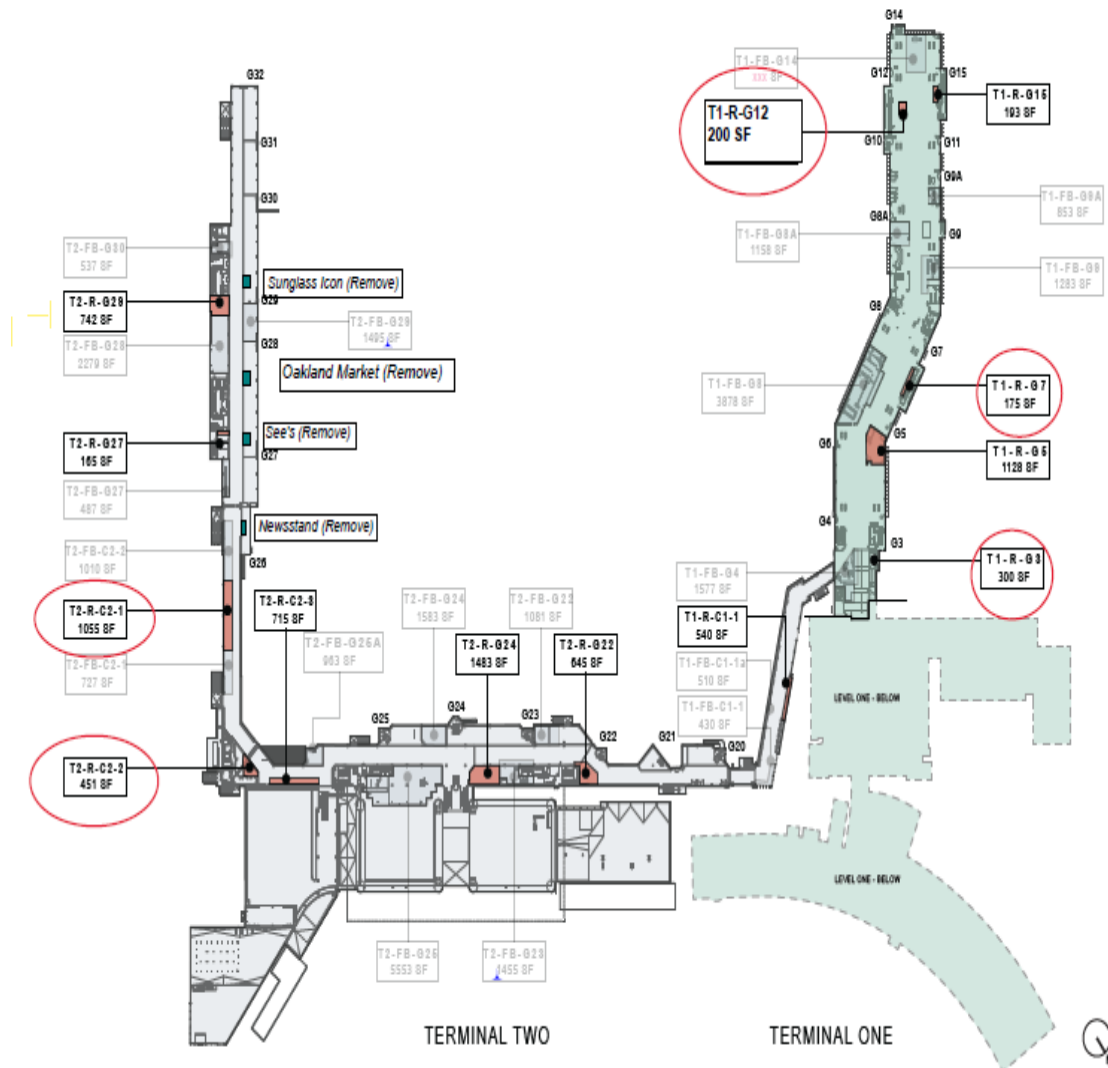 G14
T1-FB-G14
XXX SF
G12
G15
T1-R-G12
200 SF
T1-R-G15
193 SF
G10
G11
G9A
T1-FB-G9A
853 SF
G8A
T1-FB-G8A
1158 SF
G9
T1-FB-G9
1283 SF
G8
G7
T1-FB-G8
3878 SF
T1-R-G7
175 SF
G6
G5
T1-R-G5
1128 SF
G4
G3
T1-R-G3
300 SF
T1-FB-G4
1577 SF
T1-R-C1-1
540 SF
T1-FB-C1-1a
510 SF
T1-FB-C1-1
430 SF
LEVEL ONE - BELOW
LEVEL ONE - BELOW
G32
G31
G30
T2-FB-G30
537 SF
Sunglass Icon (Remove)
G29
T2-R-G29
742 SF
T2-FB-G29
1495 SF
T2-FB-G28
2279 SF
G28
Oakland Market (Remove)
See's (Remove)
T2-R-G27
165 SF
G27
T2-FB-G27
487 SF
Newsstand (Remove)
T2-FB-C2-2
1010 SF
G26
T2-R-C2-1
1055 SF
T2-R-C2-3
715 SF
T2-FB-G24
1583 SF
T2-FB-G22
1081 SF
T2-FB-G25A
963 SF
T2-R-G24
1483 SF
T2-R-G22
645 SF
T2-FB-C2-1
727 SF
G25
G24
G23
G22
G21
G20
T2-R-C2-2
451 SF
T2-FB-G25
5553 SF
T2-FB-G23
1455 SF
TERMINAL TWO
TERMINAL ONE